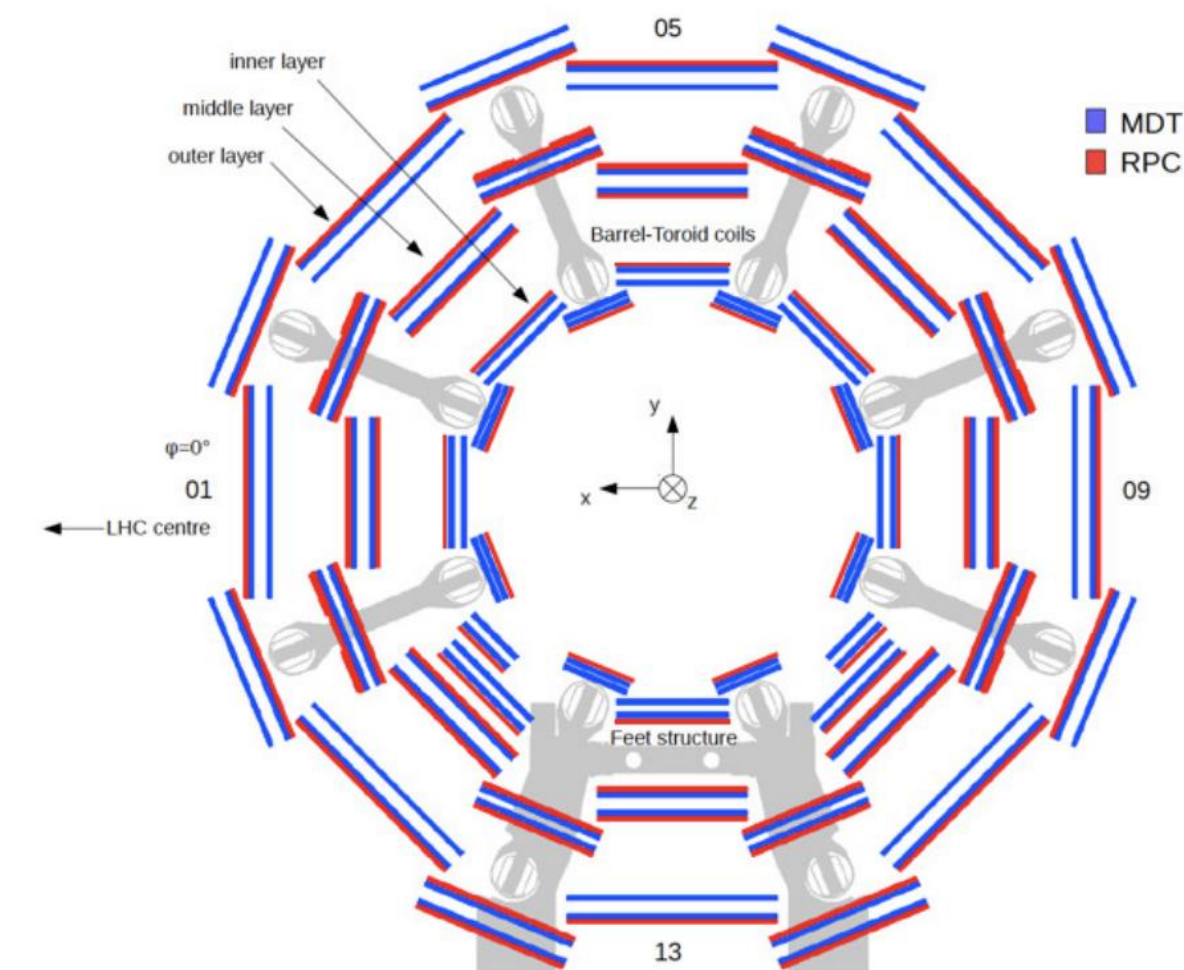 05
inner layer
middle layer
outer layer
MDT
RPC
Barrel-Toroid coils
y
x
z
φ=0°
01
09
LHC centre
Feet structure
13